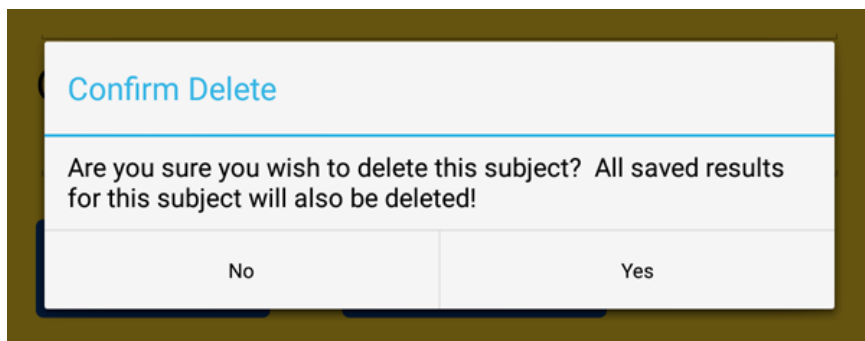 Confirm Delete
Are you sure you wish to delete this subject?  All saved results
for this subject will also be deleted!
No
Yes